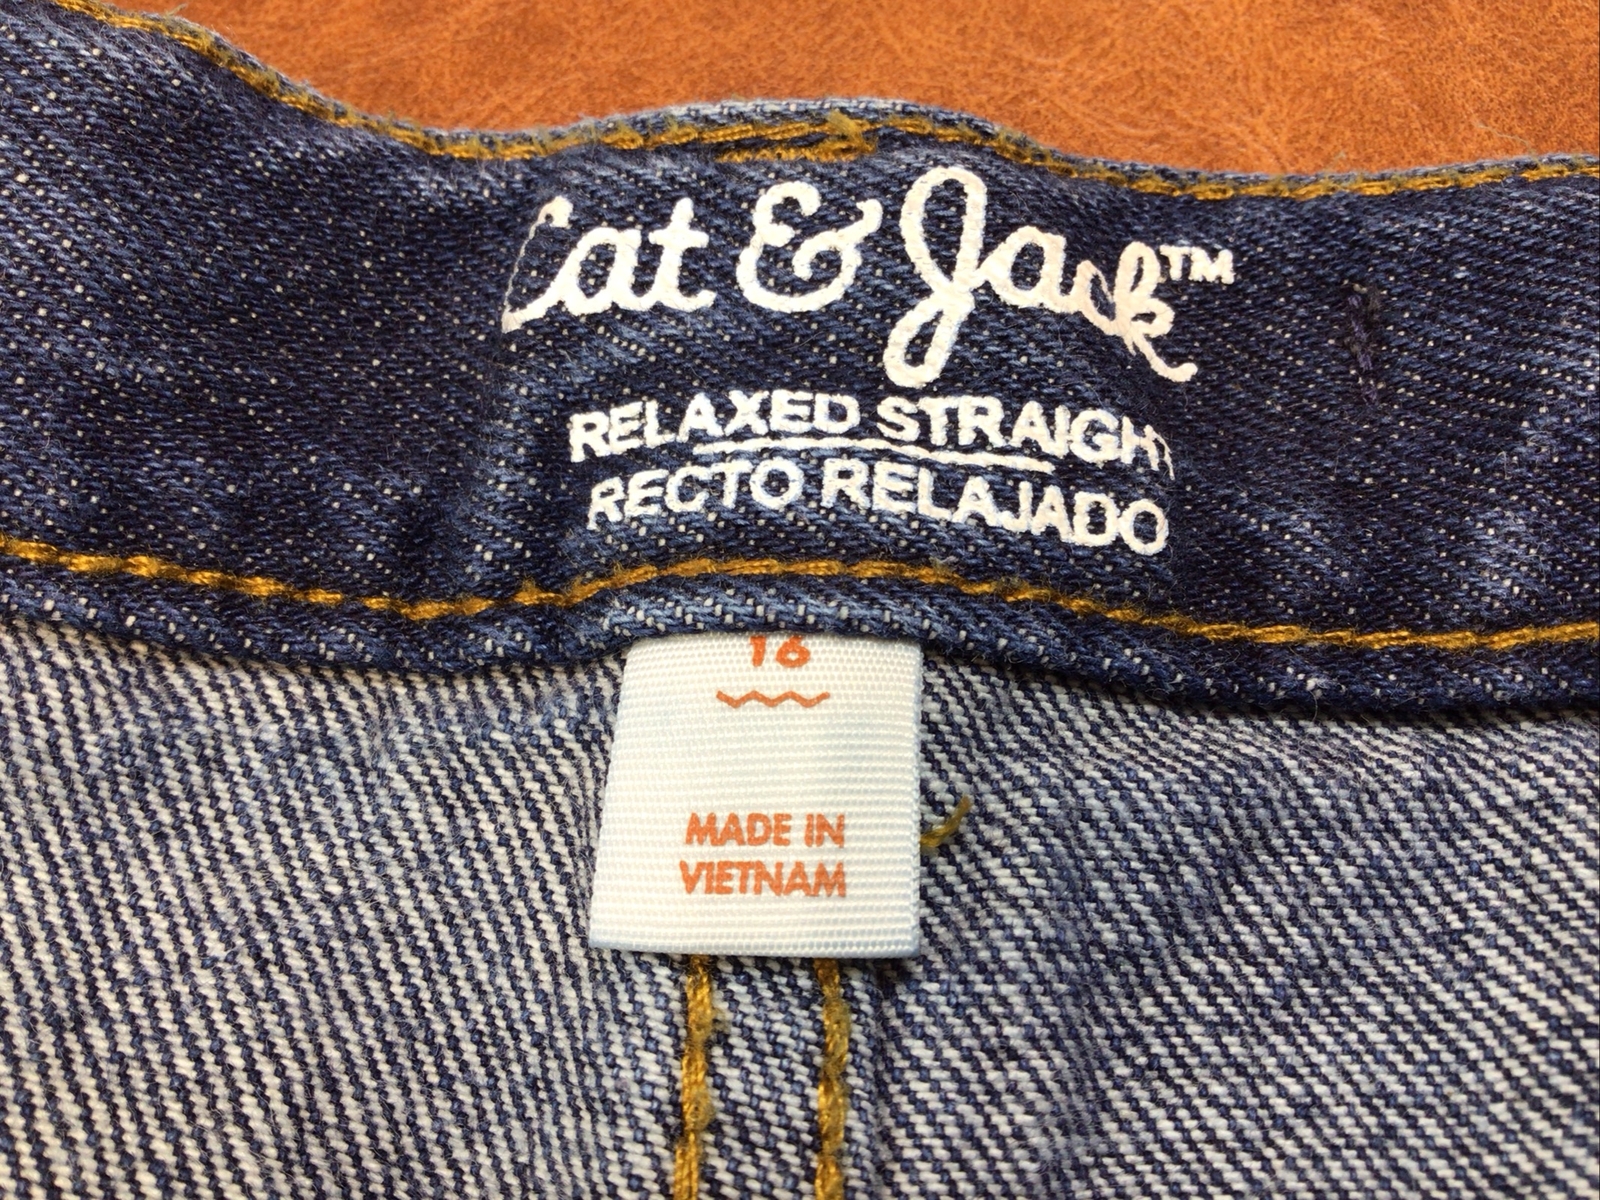 Cat & Jack™
RELAXED STRAIGHT
RECTO RELAJADO
16
MADE IN
VIETNAM